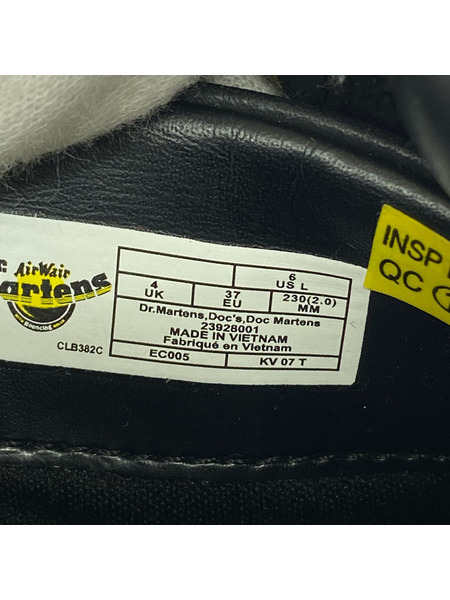 AirWair
Martens
Bouncing
CLB382C
6
US L
4
UK
37
EU
230(2.0)
MM
Dr.Martens,Doc's,Doc Martens
23928001
MADE IN VIETNAM
Fabriqué en Vietnam
EC005
KV 07 T
INSP
QC